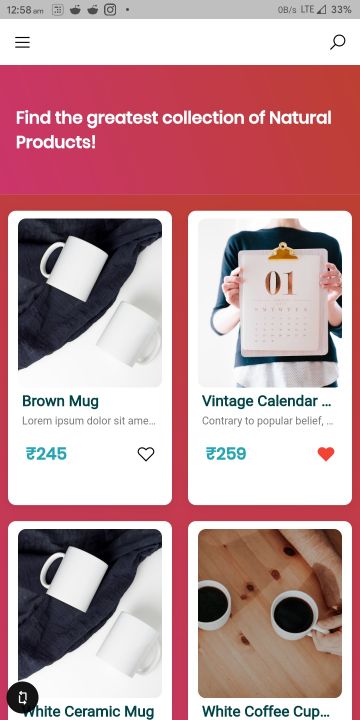 12:58 am
0B/s LTE 33%
Find the greatest collection of Natural
Products!
Brown Mug
Lorem ipsum dolor sit ame...
₹245
01
Vintage Calendar ...
Contrary to popular belief, ...
₹259
White Ceramic Mug
White Coffee Cup...